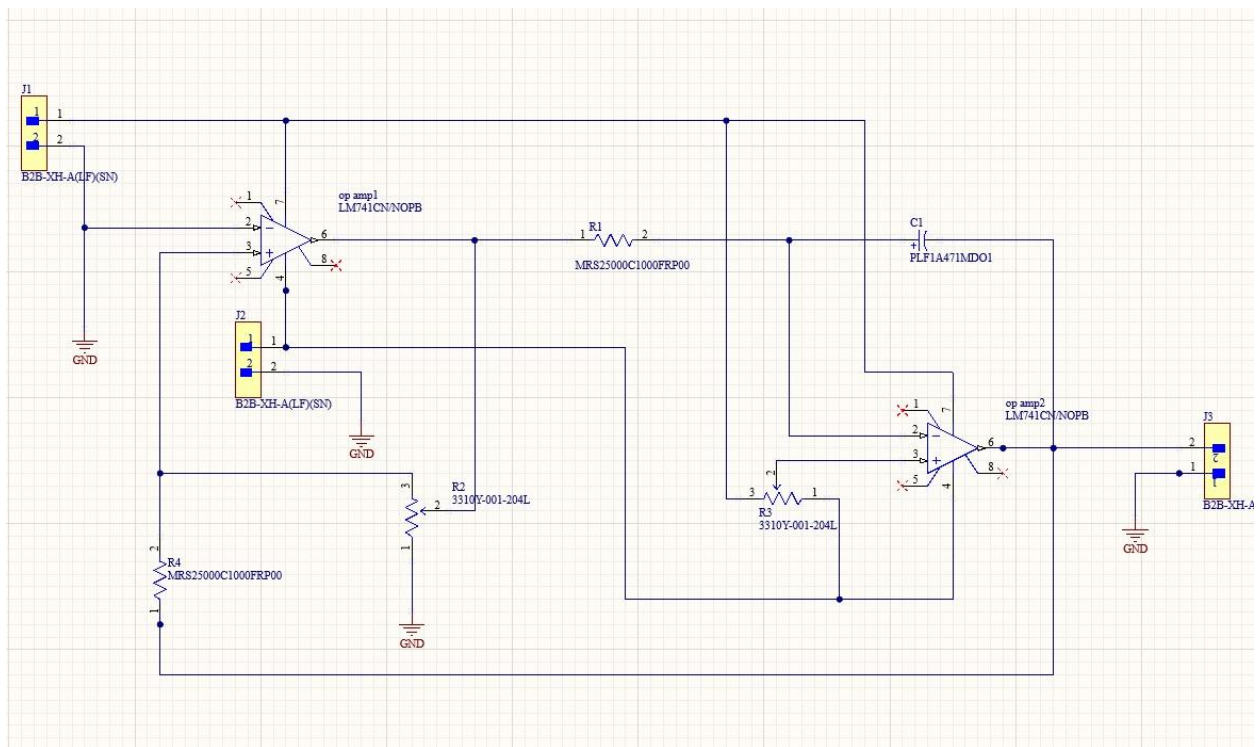 J1
1 1
2 2
B2B-XH-A(LF)(SN)
GND
op amp1
LM741CN/NOPB
1
7
2
3
6
8
5
4
R1
1 2
MRS25000C1000FRP00
C1
+
PLF1A471MDO1
J2
1 1
2 2
B2B-XH-A(LF)(SN)
GND
op amp2
LM741CN/NOPB
1
7
2
3
6
8
5
4
J3
2 2
1 1
B2B-XH-A
GND
R2
3310Y-001-204L
3
2
1
GND
R3
3310Y-001-204L
2
3 1
R4
MRS25000C1000FRP00
2
1